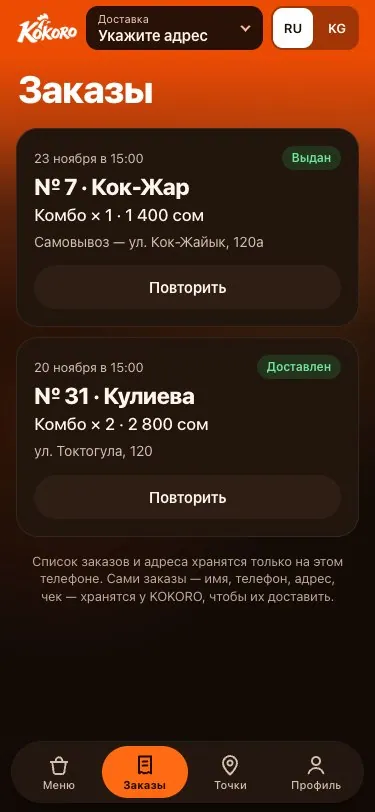 KOKORO
Доставка
Укажите адрес
RU
KG
Заказы
23 ноября в 15:00
Выдан
№ 7 · Кок-Жар
Комбо × 1 · 1 400 сом
Самовывоз — ул. Кок-Жайык, 120а
Повторить
20 ноября в 15:00
Доставлен
№ 31 · Кулиева
Комбо × 2 · 2 800 сом
ул. Токтогула, 120
Повторить
Список заказов и адреса хранятся только на этом
телефоне. Сами заказы — имя, телефон, адрес,
чек — хранятся у KOKORO, чтобы их доставить.
Меню
Заказы
Точки
Профиль